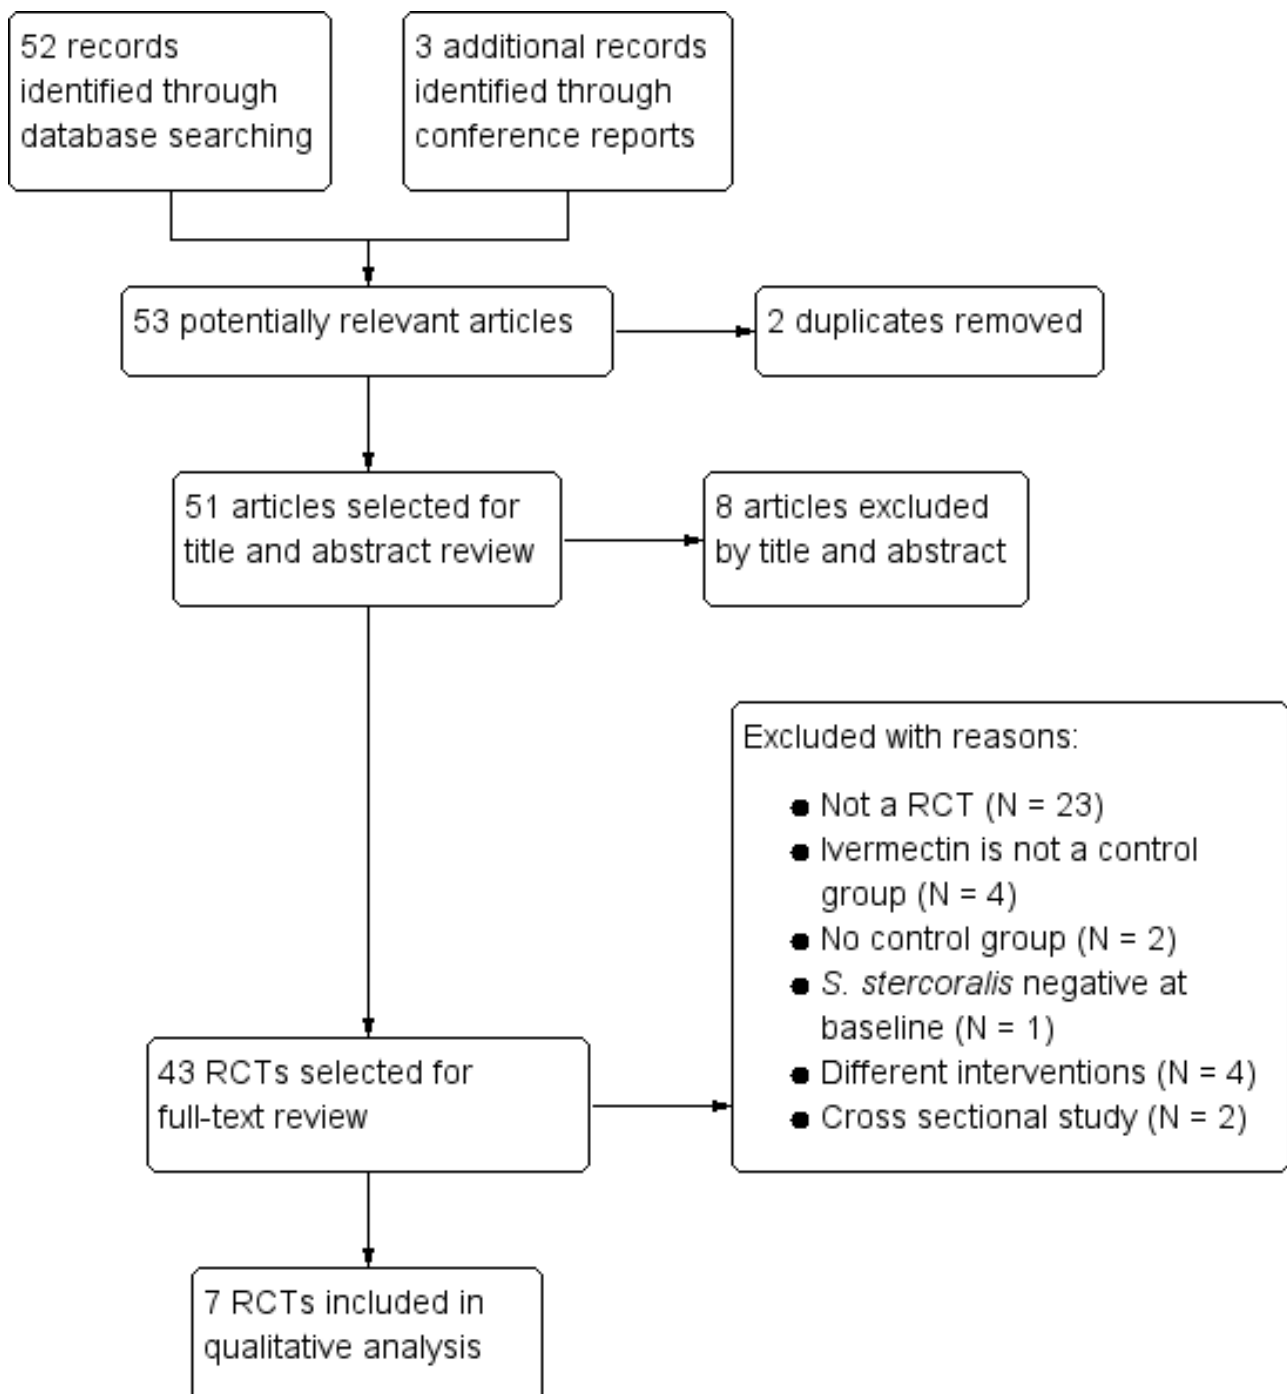 52 records
identified through
database searching
3 additional records
identified through
conference reports
53 potentially relevant articles
2 duplicates removed
51 articles selected for
title and abstract review
8 articles excluded
by title and abstract
Excluded with reasons:
● Not a RCT (N = 23)
● Ivermectin is not a control
group (N = 4)
● No control group (N = 2)
● S. stercoralis negative at
baseline (N = 1)
● Different interventions (N = 4)
● Cross sectional study (N = 2)
43 RCTs selected for
full-text review
7 RCTs included in
qualitative analysis